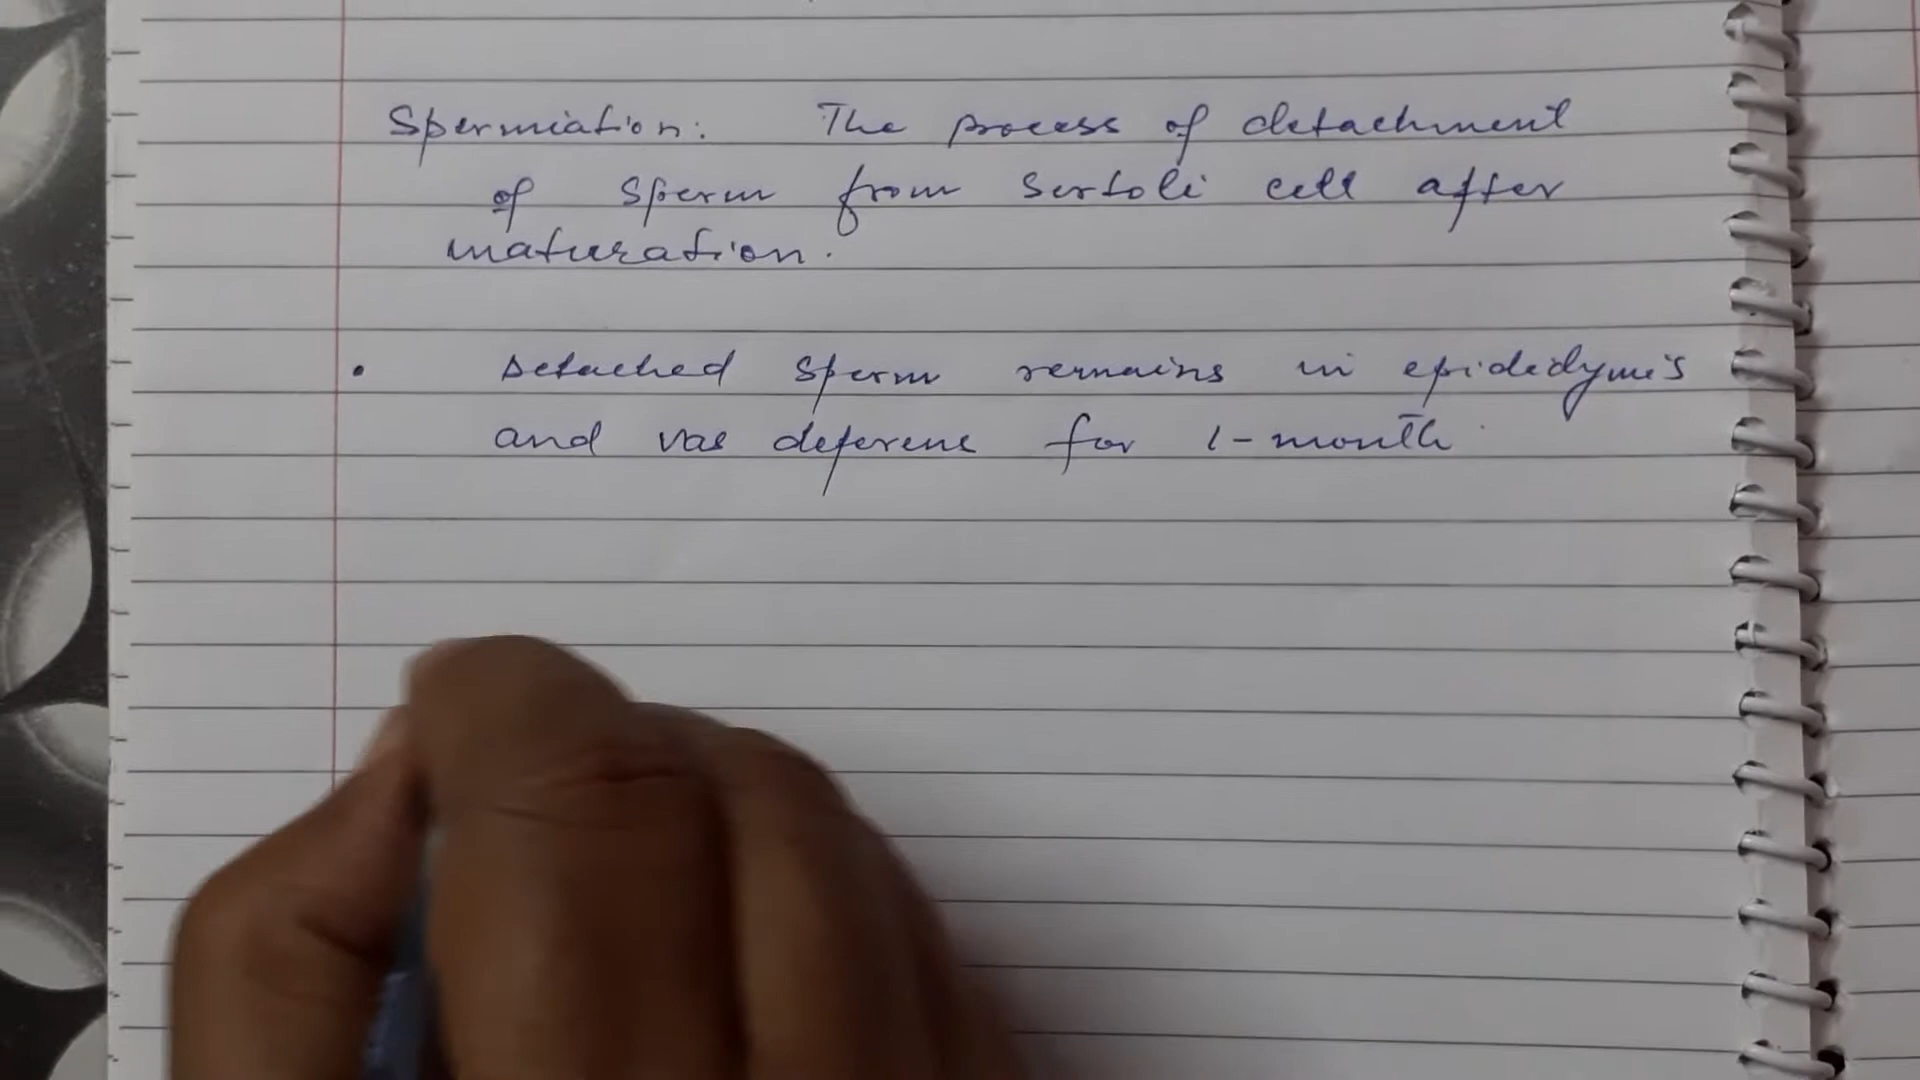 Spermiation: The process of detachment
of sperm from Sertoli cell after
maturation.
• Detached sperm remains in epididymis
and vas deferens for 1-month